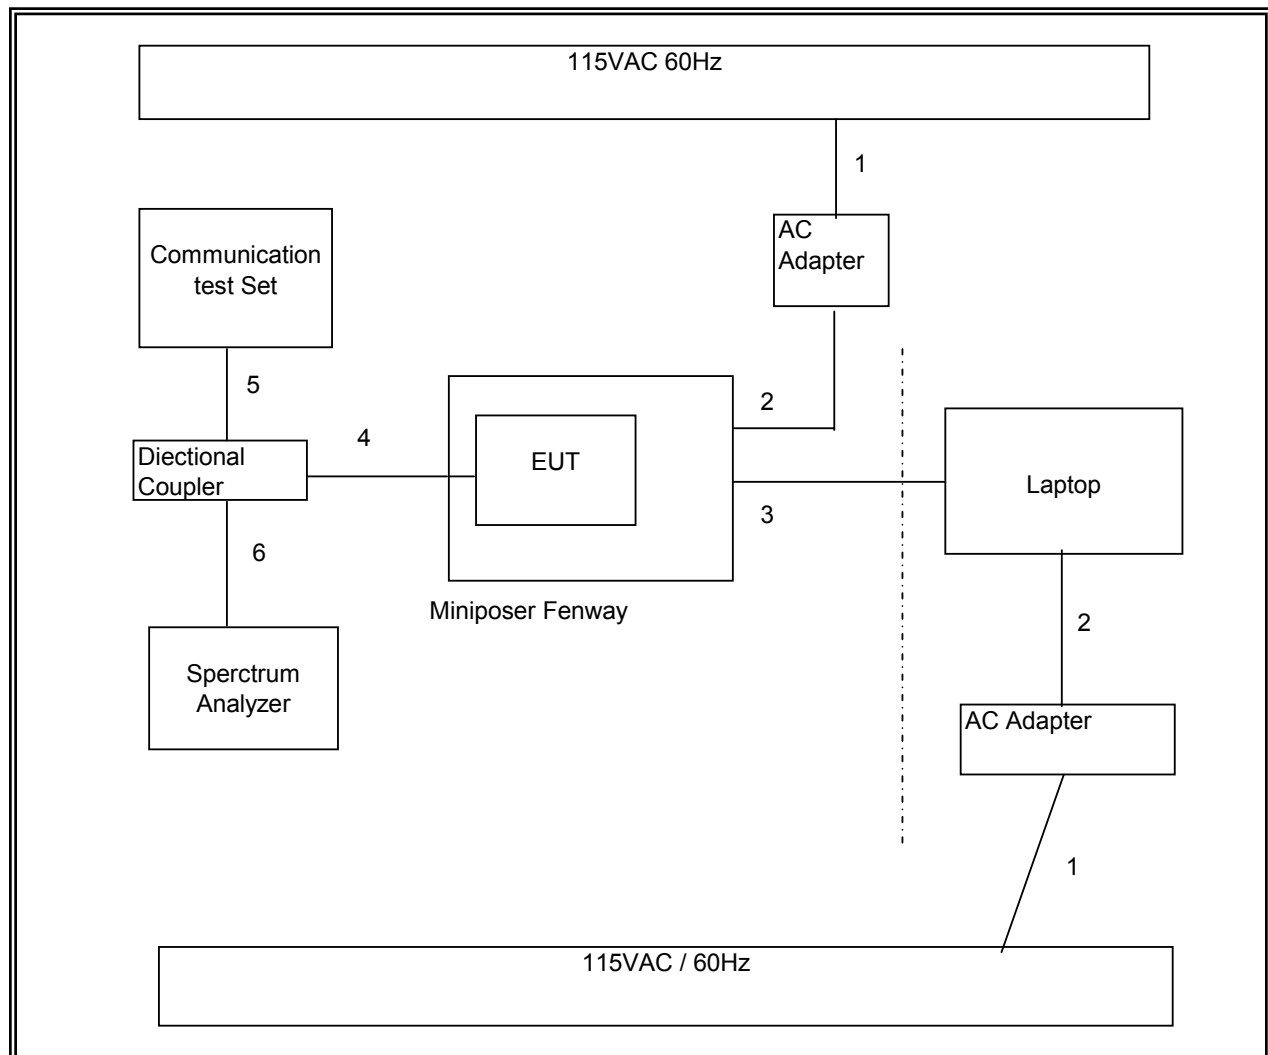 115VAC 60Hz
1
AC
Adapter
Communication
test Set
5
2
4
Diectional
Coupler
EUT
Laptop
3
6
Miniposer Fenway
2
Sperctrum
Analyzer
AC Adapter
1
115VAC / 60Hz